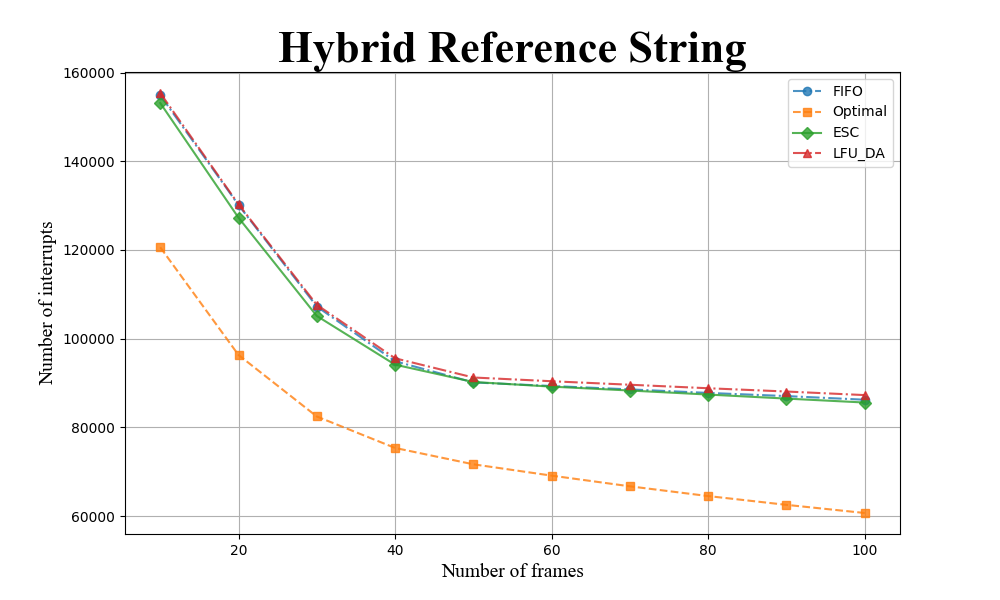 Hybrid Reference String
160000
140000
120000
100000
80000
60000
Number of interrupts
20
40
60
80
100
Number of frames
FIFO
Optimal
ESC
LFU_DA